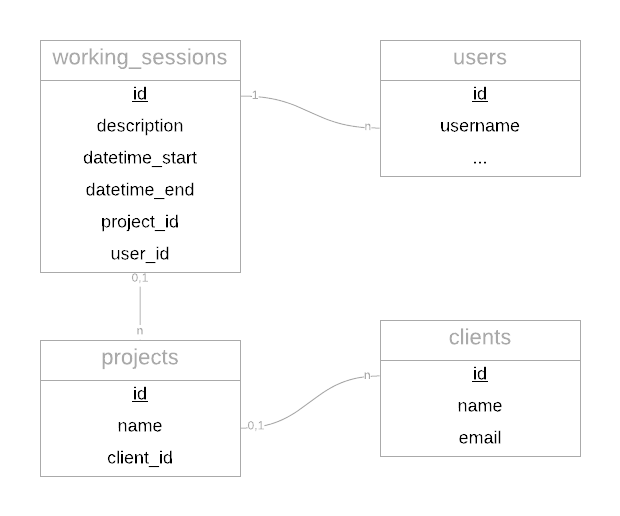 working_sessions
id
description
datetime_start
datetime_end
project_id
user_id
1
n
users
id
username
...
0,1
n
projects
id
name
client_id
0,1
n
clients
id
name
email